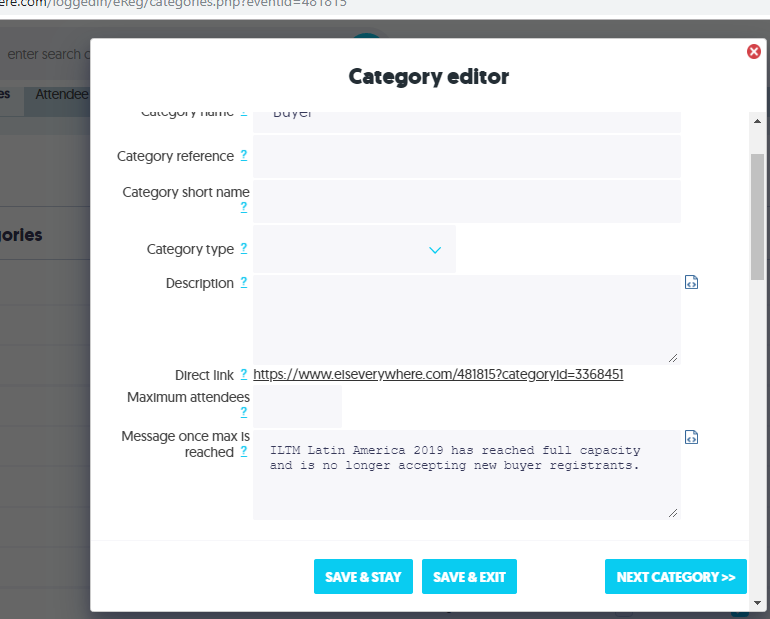 ere.com/loggedin/eReg/categories.php?eventid=481815
enter search c
es
Attendee
ories
Category editor
Category name ?
Buyer
Category reference ?
Category short name
?
Category type ?
Description ?
Direct link ? https://www.eiseverywhere.com/481815?categoryid=3368451
Maximum attendees
?
Message once max is
reached ?
ILTM Latin America 2019 has reached full capacity
and is no longer accepting new buyer registrants.
SAVE & STAY
SAVE & EXIT
NEXT CATEGORY >>